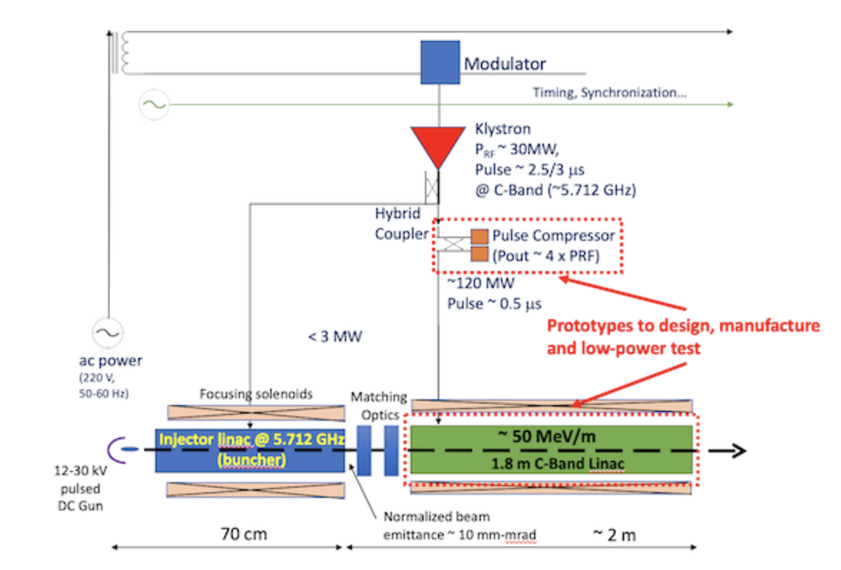 Modulator
Timing, Synchronization...
Klystron
PRF ~ 30MW,
Pulse ~ 2.5/3 μs
@ C-Band (~5.712 GHz)
Hybrid
Coupler
Pulse Compressor
(Pout ~ 4 x PRF)
~120 MW
Pulse ~ 0.5 μs
Prototypes to design, manufacture
and low-power test
< 3 MW
ac power
(220 V,
50-60 Hz)
Focusing solenoids
Matching
Optics
Injector linac @ 5.712 GHz
(buncher)
~ 50 MeV/m
1.8 m C-Band Linac
12-30 kV
pulsed
DC Gun
Normalized beam
emittance ~ 10 mm-mrad
70 cm
~ 2 m